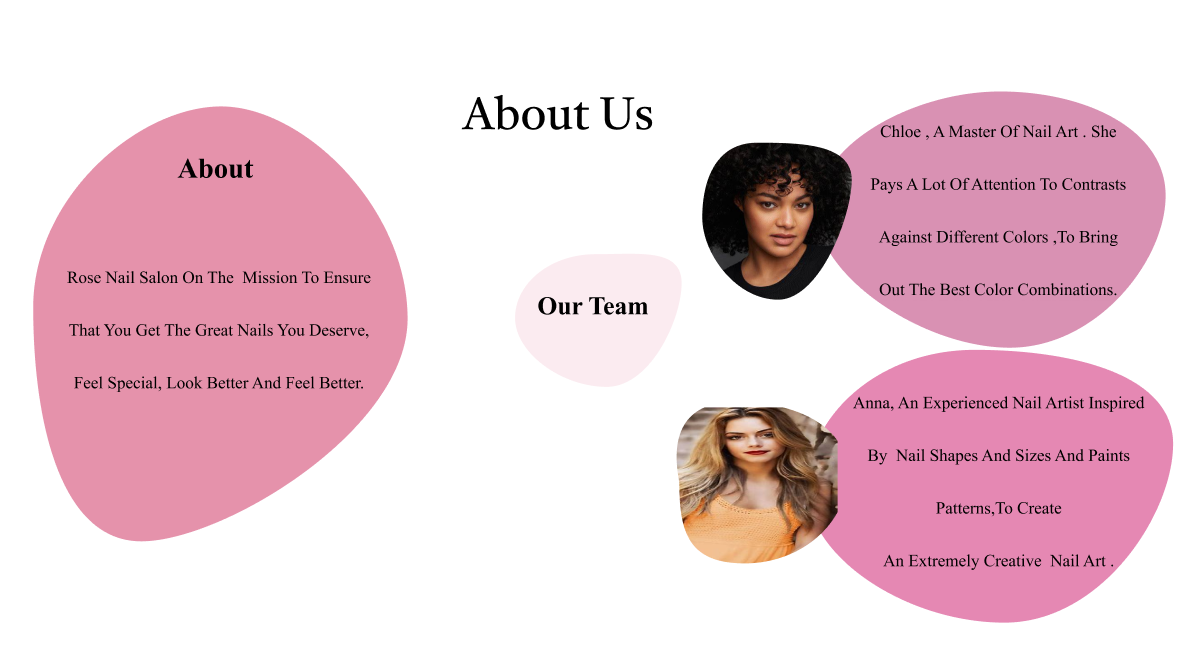 About Us
About
Rose Nail Salon On The  Mission To Ensure
That You Get The Great Nails You Deserve,
Feel Special, Look Better And Feel Better.
Our Team
Chloe , A Master Of Nail Art . She
Pays A Lot Of Attention To Contrasts
Against Different Colors ,To Bring
Out The Best Color Combinations.
Anna, An Experienced Nail Artist Inspired
By  Nail Shapes And Sizes And Paints
Patterns,To Create
An Extremely Creative  Nail Art .